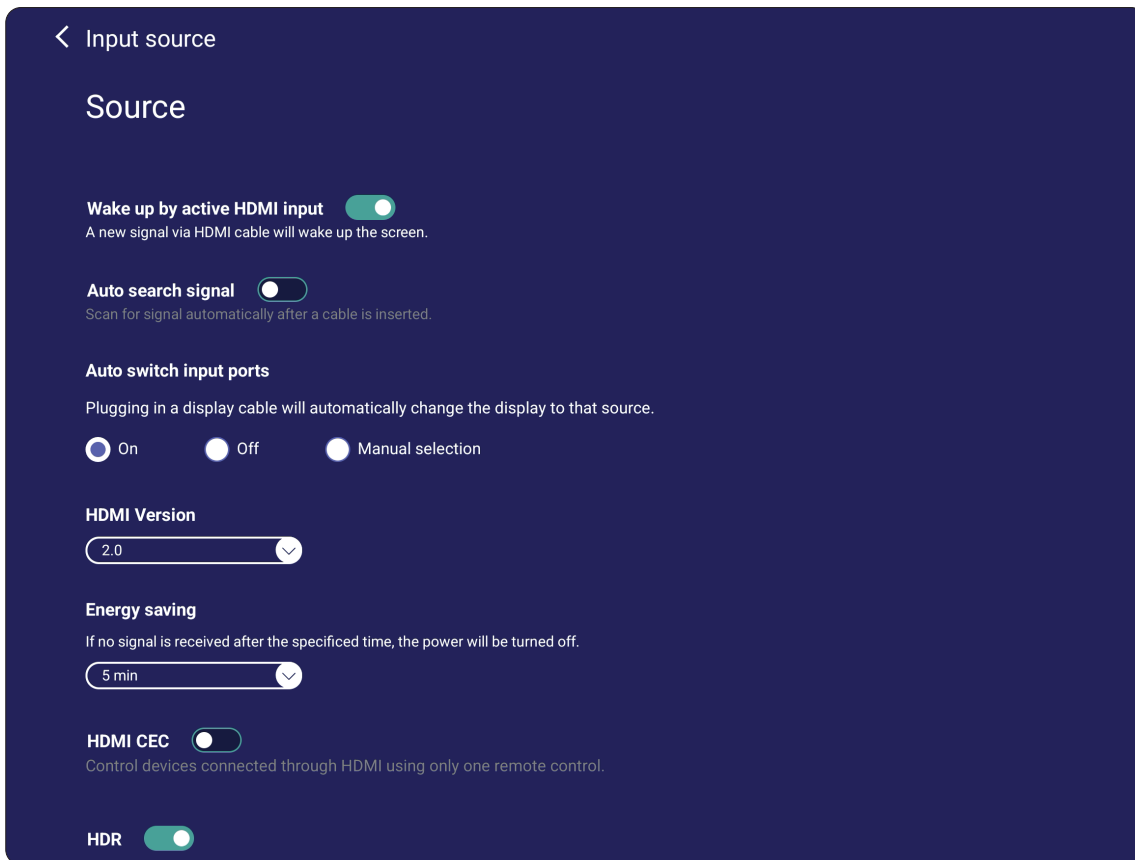 Input source
Source
Wake up by active HDMI input
A new signal via HDMI cable will wake up the screen.
Auto search signal
Scan for signal automatically after a cable is inserted.
Auto switch input ports
Plugging in a display cable will automatically change the display to that source.
On Off Manual selection
HDMI Version
2.0
Energy saving
If no signal is received after the specificed time, the power will be turned off.
5 min
HDMI CEC
Control devices connected through HDMI using only one remote control.
HDR